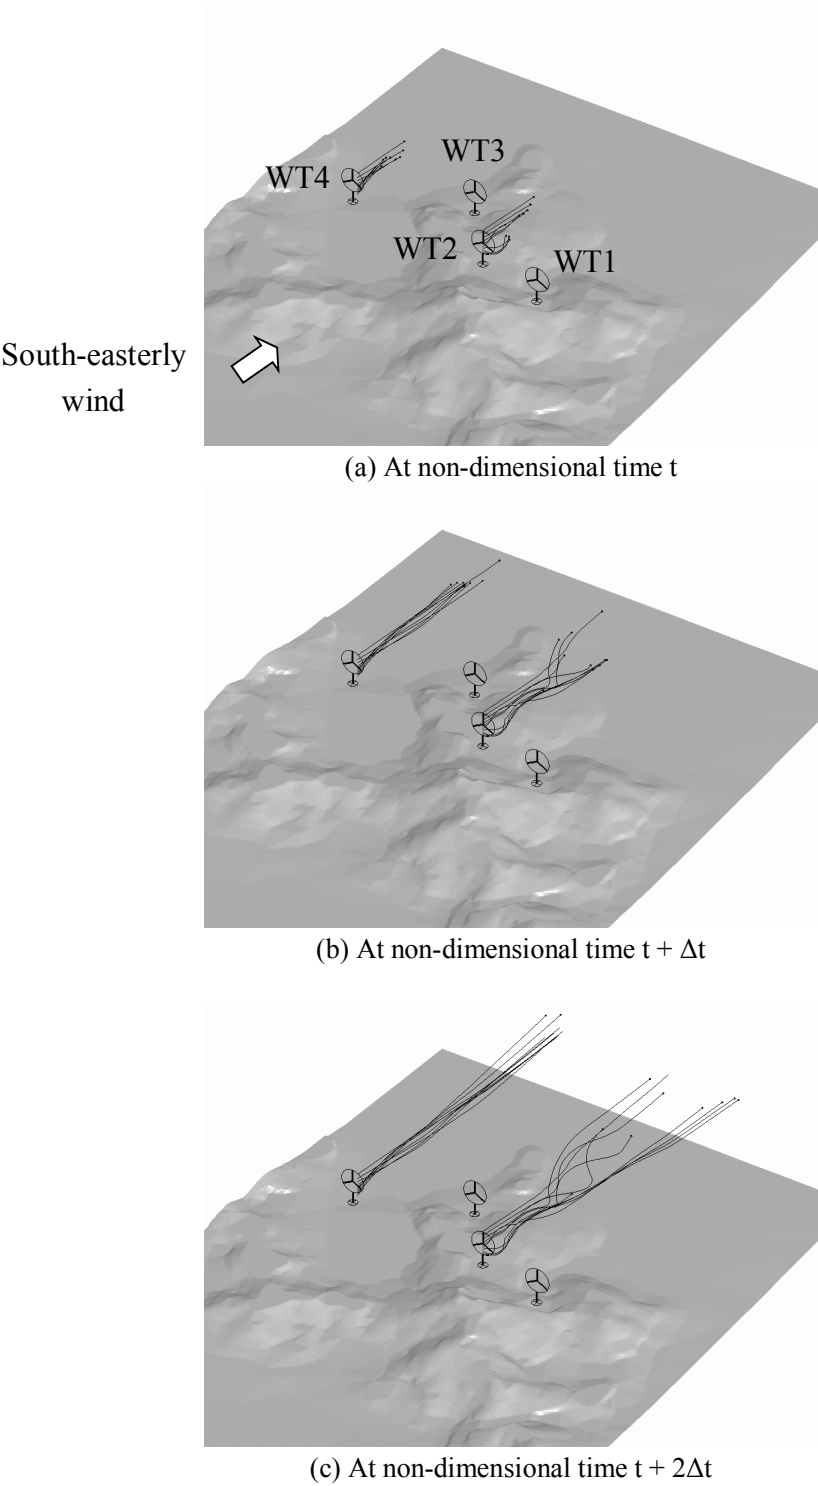 WT3
WT4
WT2
WT1
South-easterly
wind
(a) At non-dimensional time t
(b) At non-dimensional time t + Δt
(c) At non-dimensional time t + 2Δt